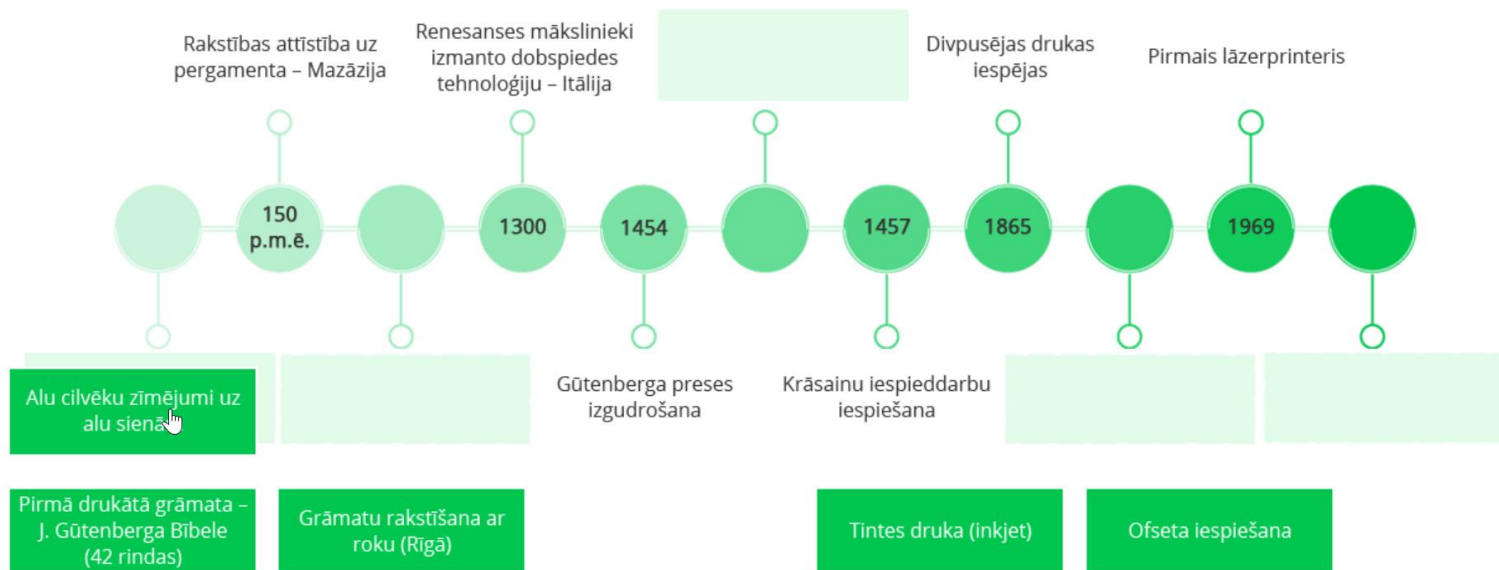 Rakstības attīstība uz
pergamenta – Mazāzija
Renesanses mākslinieki
izmanto dobspiedes
tehnoloģiju – Itālija
Divpusējas drukas
iespējas
Pirmais lāzerprinteris
150
p.m.ē.
1300
1454
1457
1865
1969
Alu cilvēku zīmējumi uz
alu
Gūtenberga preses
izgudrošana
Krāsainu iespieddarbu
iespiešana
Pirmā drukātā grāmata –
J. Gūtenberga Bībele
(42 rindas)
Grāmatu rakstīšana ar
roku (Rīgā)
Tintes druka (inkjet)
Ofseta iespiešana